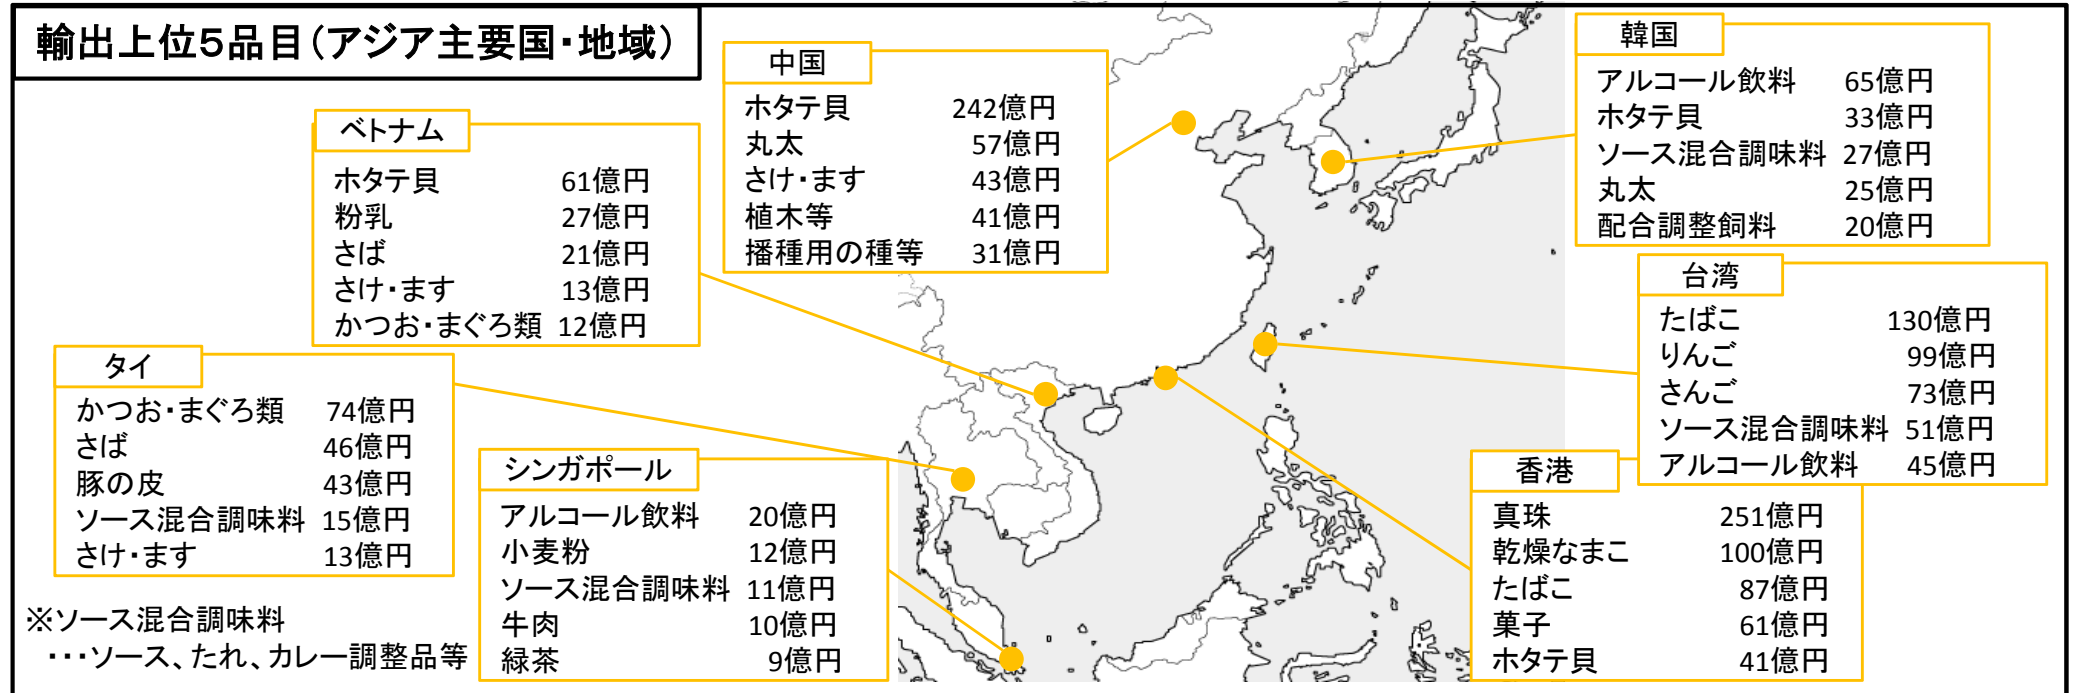 輸出上位5品目(アジア主要国・地域)
中国
ホタテ貝 242億円
丸太 57億円
さけ・ます 43億円
植木等 41億円
播種用の種等 31億円
韓国
アルコール飲料 65億円
ホタテ貝 33億円
ソース混合調味料 27億円
丸太 25億円
配合調整飼料 20億円
ベトナム
ホタテ貝 61億円
粉乳 27億円
さば 21億円
さけ・ます 13億円
かつお・まぐろ類 12億円
台湾
たばこ 130億円
りんご 99億円
さんご 73億円
ソース混合調味料 51億円
アルコール飲料 45億円
タイ
かつお・まぐろ類 74億円
さば 46億円
豚の皮 43億円
ソース混合調味料 15億円
さけ・ます 13億円
シンガポール
アルコール飲料 20億円
小麦粉 12億円
ソース混合調味料 11億円
牛肉 10億円
緑茶 9億円
香港
真珠 251億円
乾燥なまこ 100億円
たばこ 87億円
菓子 61億円
ホタテ貝 41億円
※ソース混合調味料
・・・ソース、たれ、カレー調整品等